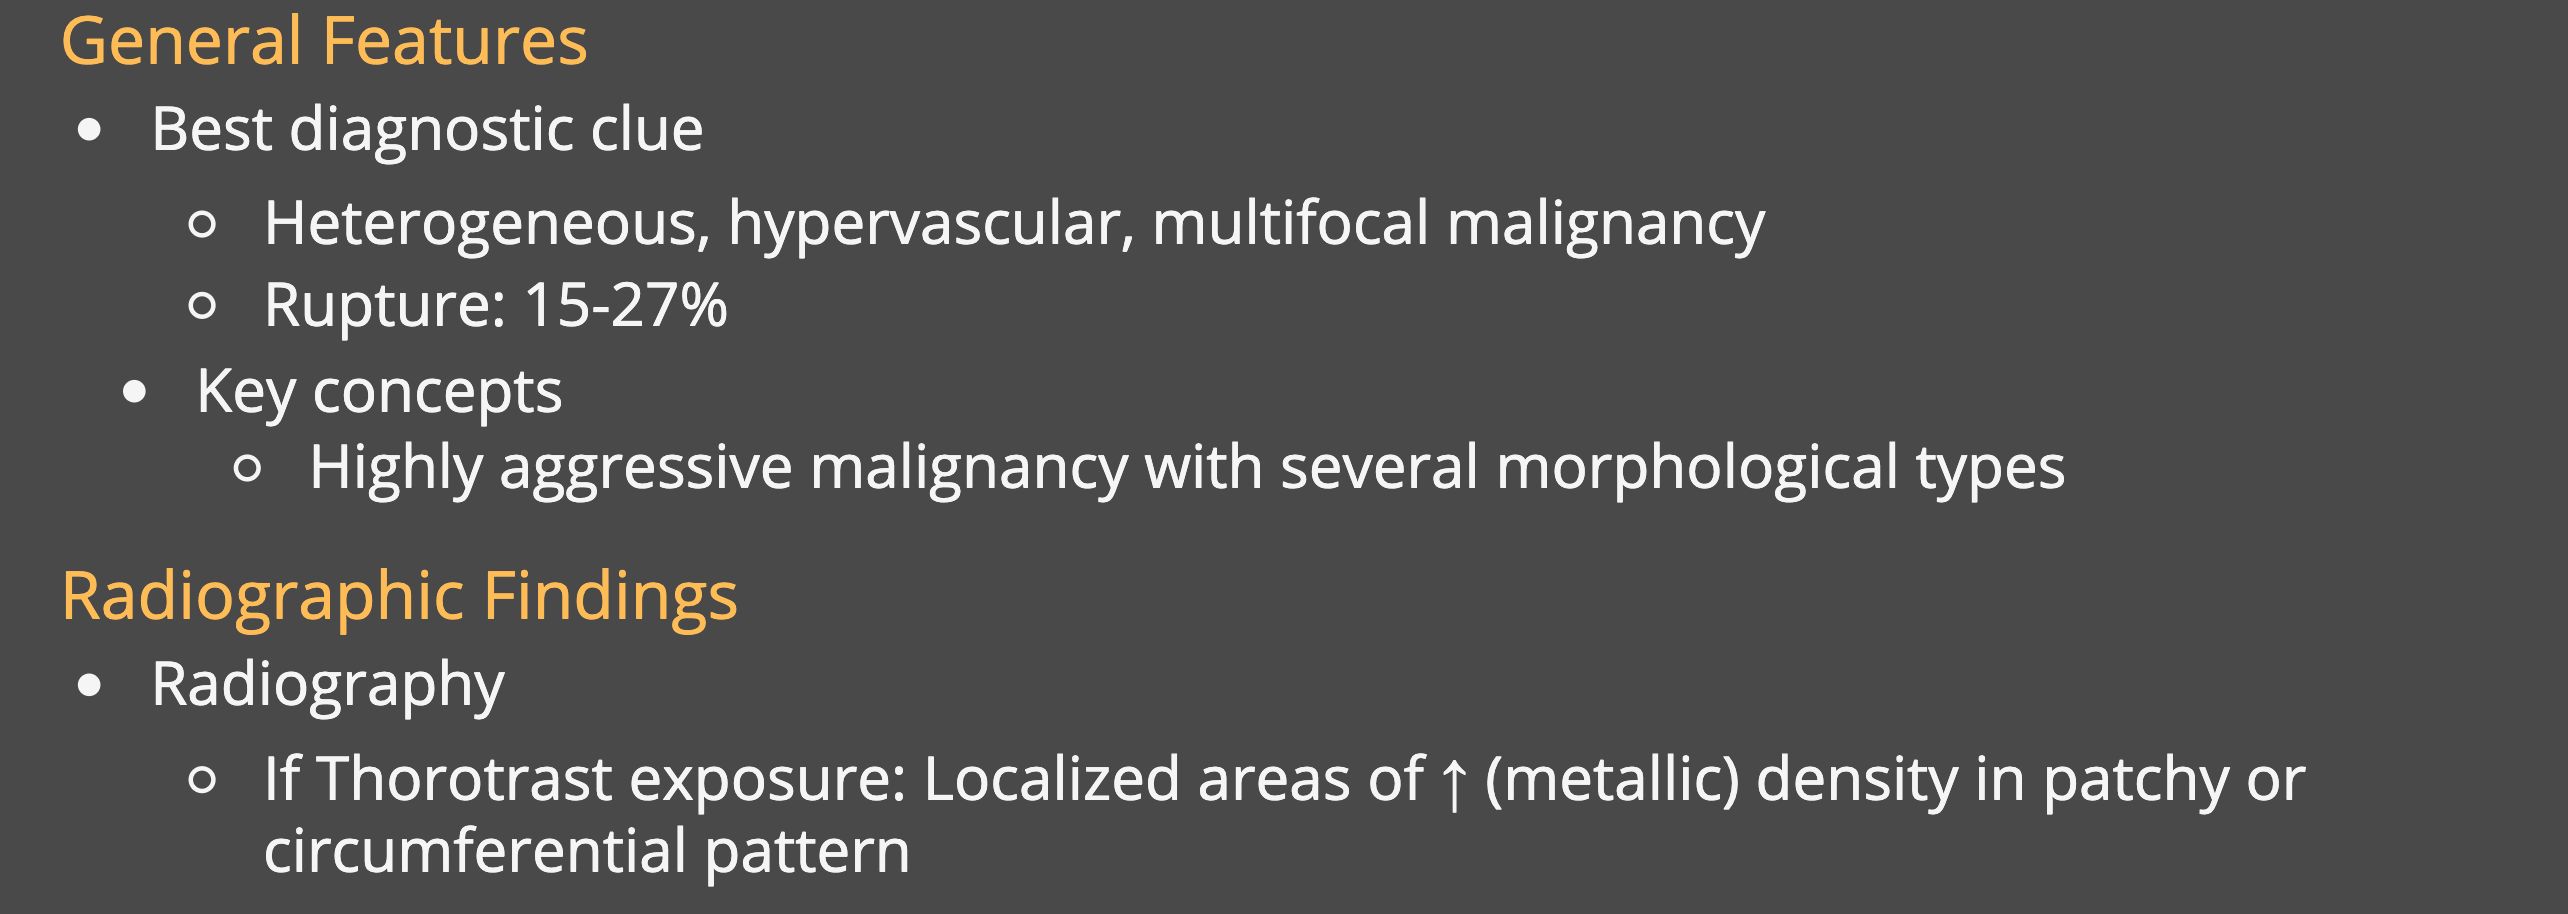 General Features
• Best diagnostic clue
○ Heterogeneous, hypervascular, multifocal malignancy
○ Rupture: 15-27%
• Key concepts
○ Highly aggressive malignancy with several morphological types
Radiographic Findings
• Radiography
○ If Thorotrast exposure: Localized areas of ↑ (metallic) density in patchy or
circumferential pattern